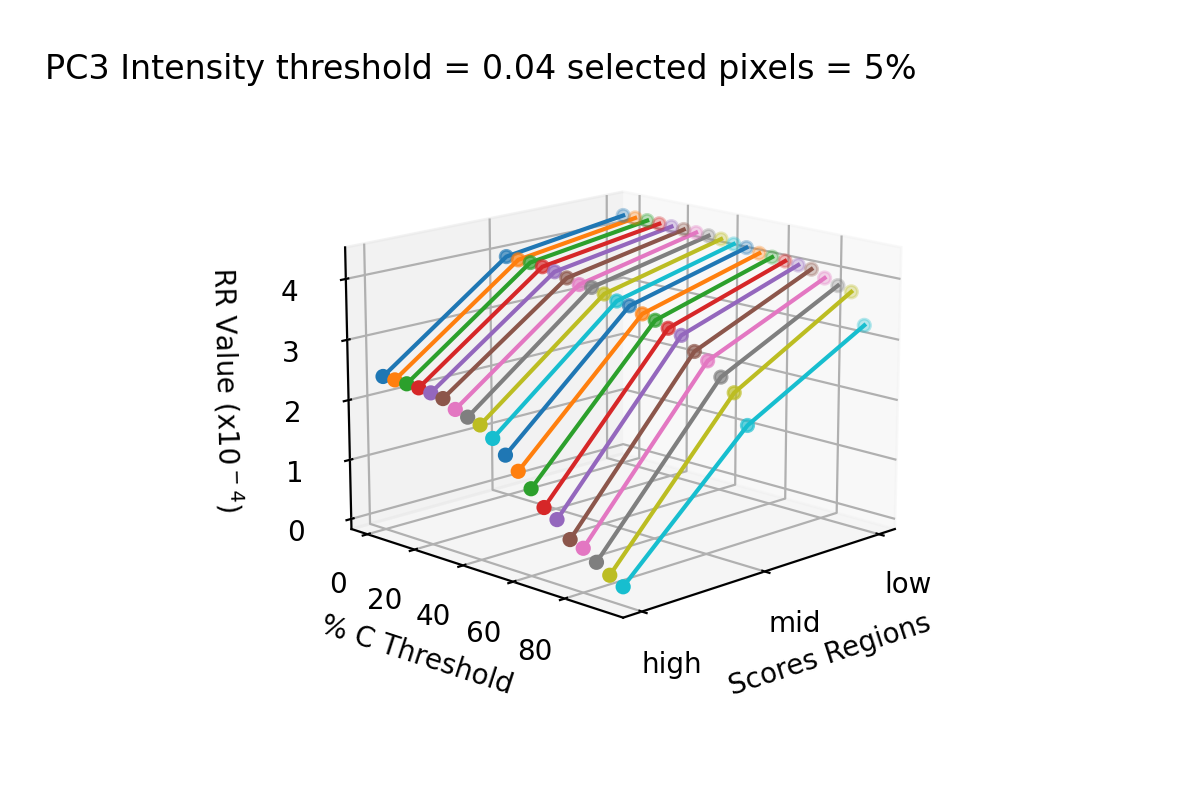 PC3 Intensity threshold = 0.04 selected pixels = 5%
RR Value (x10⁻⁴)
4
3
2
1
0
0
20
40
60
80
% C Threshold
high
mid
low
Scores Regions